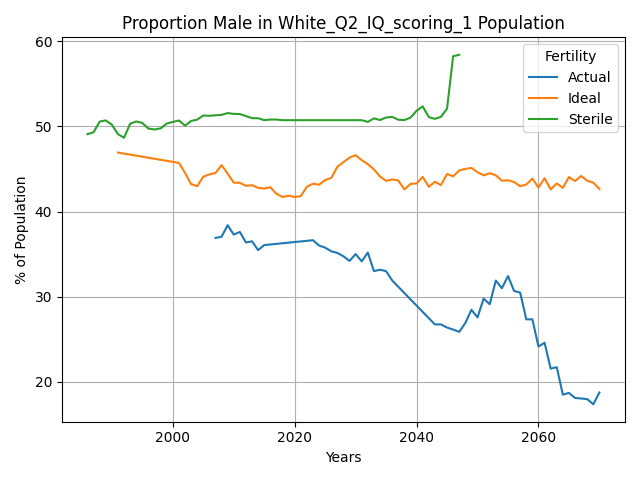 Proportion Male in White_Q2_IQ_scoring_1 Population
Fertility
Actual
Ideal
Sterile
% of Population
60
50
40
30
20
2000
2020
2040
2060
Years